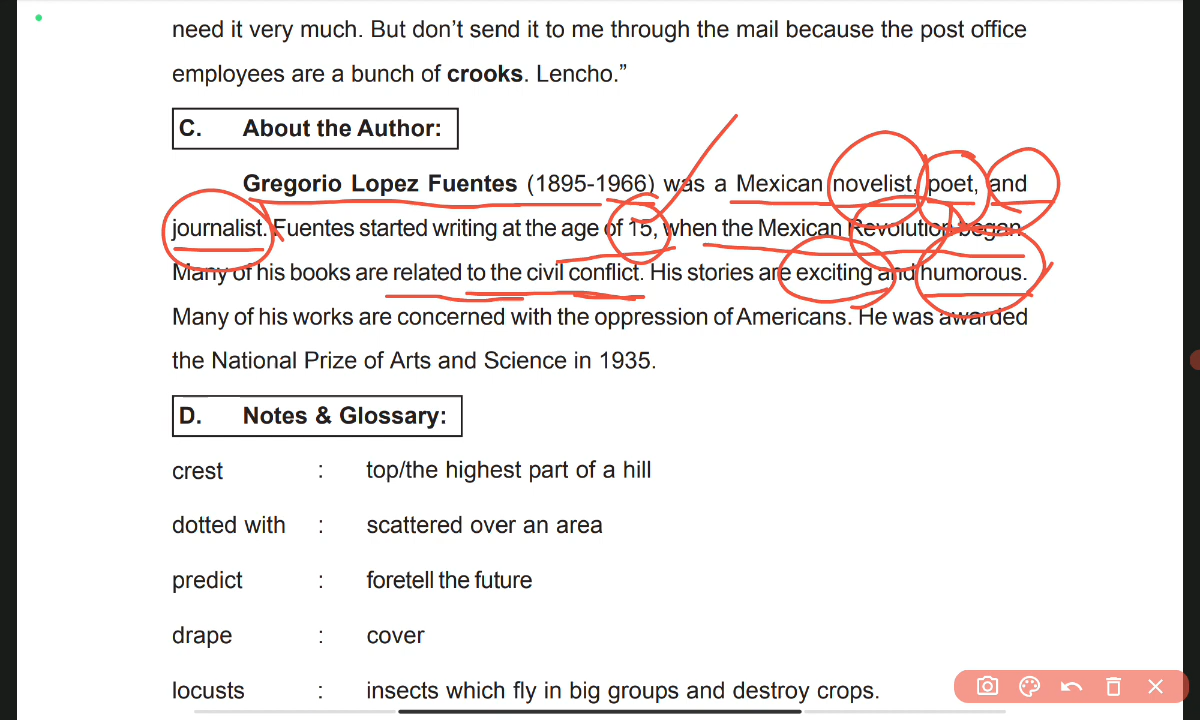 need it very much. But don’t send it to me through the mail because the post office
employees are a bunch of crooks. Lencho.”
C. About the Author:
Gregorio Lopez Fuentes (1895-1966) was a Mexican novelist, poet, and
journalist. Fuentes started writing at the age of 15, when the Mexican Revolution began.
Many of his books are related to the civil conflict. His stories are exciting and humorous.
Many of his works are concerned with the oppression of Americans. He was awarded
the National Prize of Arts and Science in 1935.
D. Notes & Glossary:
crest : top/the highest part of a hill
dotted with : scattered over an area
predict : foretell the future
drape : cover
locusts : insects which fly in big groups and destroy crops.